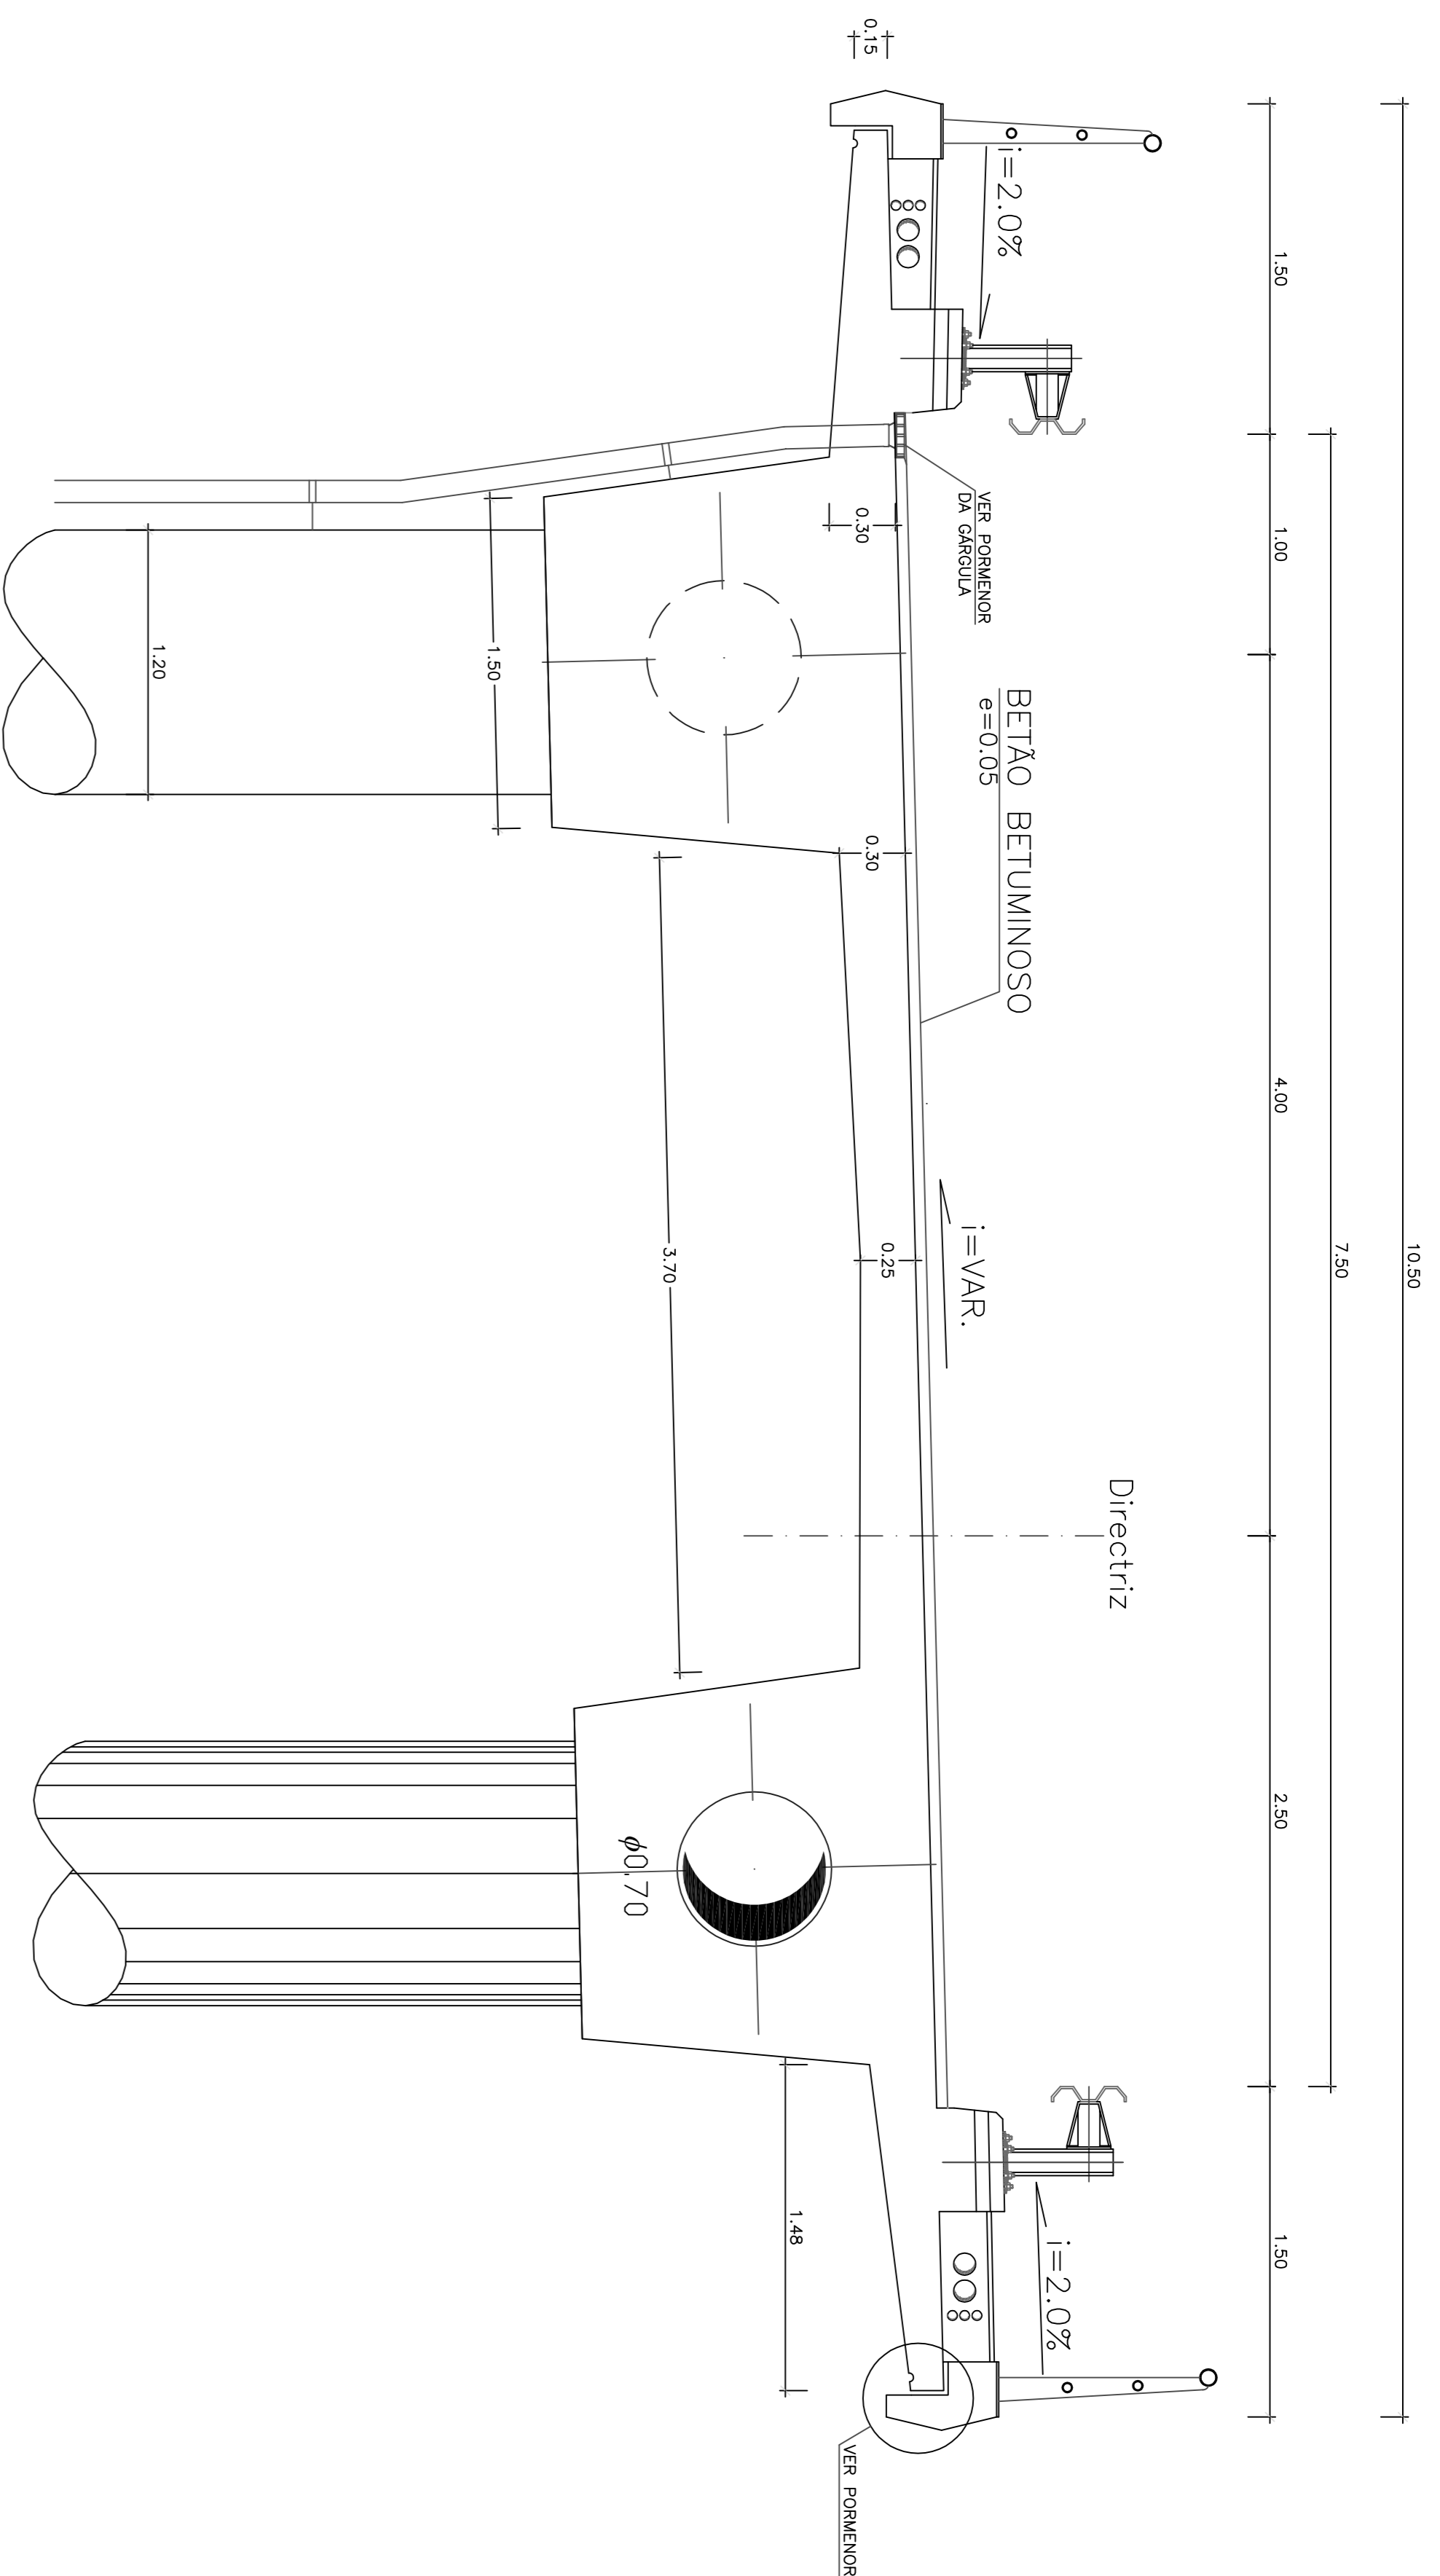 10.50
7.50
1.50
1.00
4.00
2.50
1.50
Directriz
i=2.0%
i=2.0%
BETÃO BETUMINOSO
e=0.05
i=VAR.
VER PORMENOR
DA GÁRGULA
0.15
0.30
0.30
0.25
VER PORMENOR
1.48
3.70
ϕ0.70
1.50
1.20